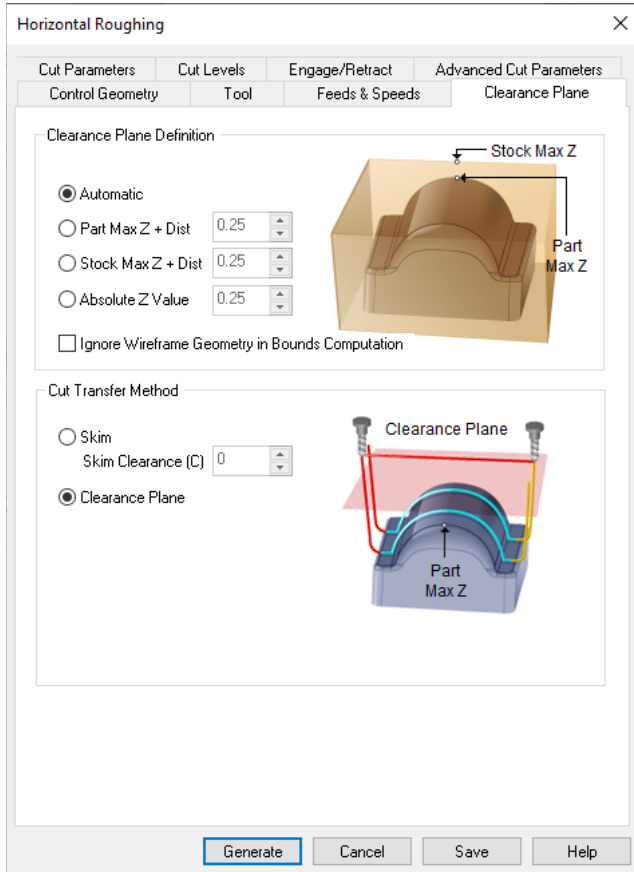 Horizontal Roughing
Cut Parameters Cut Levels Engage/Retract Advanced Cut Parameters
Control Geometry Tool Feeds & Speeds Clearance Plane
Clearance Plane Definition
Stock Max Z
Automatic
Part Max Z + Dist 0.25
Part
Max Z
Stock Max Z + Dist 0.25
Absolute Z Value 0.25
Ignore Wireframe Geometry in Bounds Computation
Cut Transfer Method
Skim
Skim Clearance (C) 0
Clearance Plane
Clearance Plane
Part
Max Z
Generate Cancel Save Help